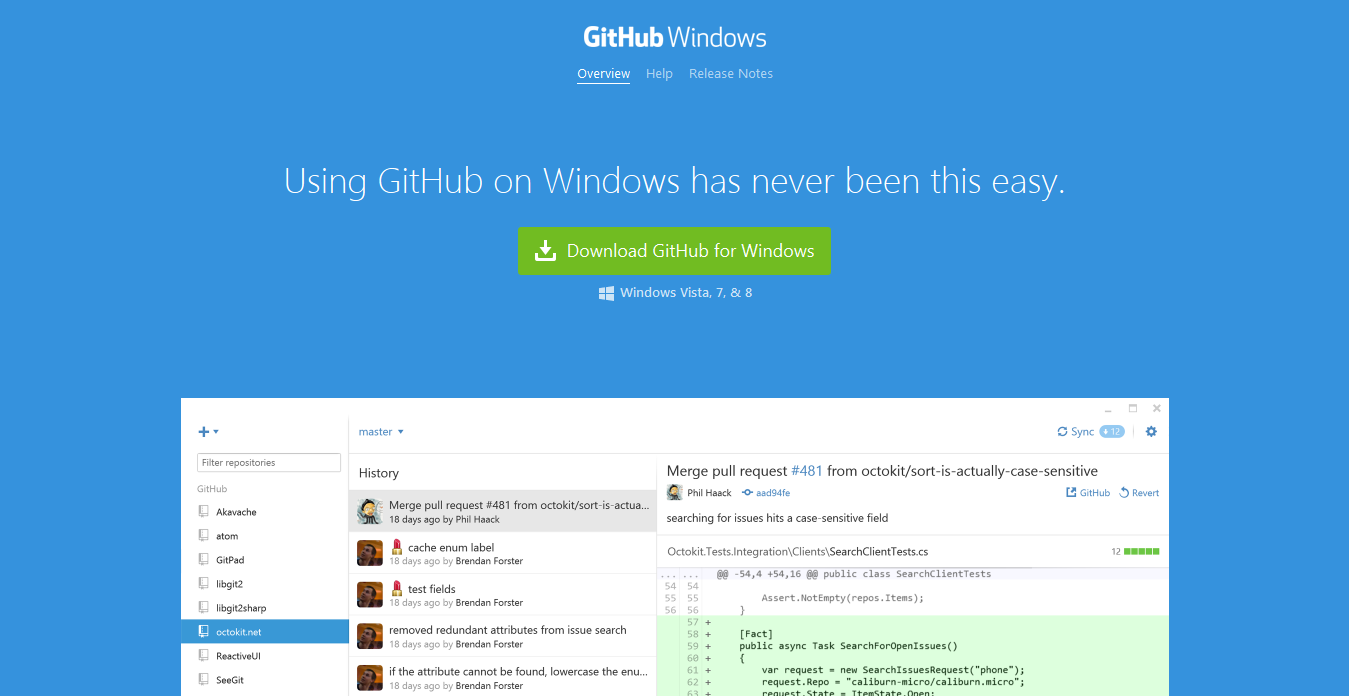 GitHub Windows
Overview Help Release Notes
Using GitHub on Windows has never been this easy.
Download GitHub for Windows
Windows Vista, 7, & 8
master
Sync 12
Filter repositories
GitHub
Akavache
atom
GitPad
libgit2
libgit2sharp
octokit.net
ReactiveUI
SeeGit
History
Merge pull request #481 from octokit/sort-is-actua...
18 days ago by Phil Haack
cache enum label
18 days ago by Brendan Forster
test fields
18 days ago by Brendan Forster
removed redundant attributes from issue search
18 days ago by Brendan Forster
if the attribute cannot be found, lowercase the enu...
18 days ago by Brendan Forster
Merge pull request #481 from octokit/sort-is-actually-case-sensitive
Phil Haack aad94fe GitHub Revert
searching for issues hits a case-sensitive field
Octokit.Tests.Integration\Clients\SearchClientTests.cs 12
... ... @@ -54,4 +54,16 @@ public class SearchClientTests
54 54
55 55 Assert.NotEmpty(repos.Items);
56 56 }
57 +
58 + [Fact]
59 + public async Task SearchForOpenIssues()
60 + {
61 + var request = new SearchIssuesRequest("phone");
62 + request.Repo = "caliburn-micro/caliburn.micro";
63 + request.State = ItemState.Open;